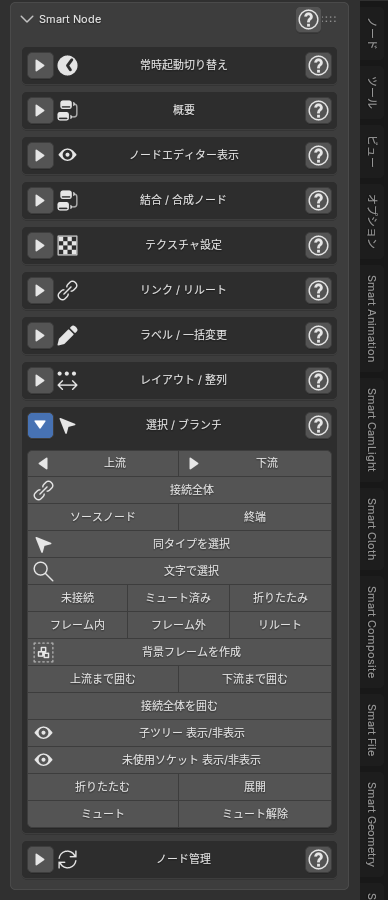 Smart Node
常時起動切り替え
概要
ノードエディター表示
結合 / 合成ノード
テクスチャ設定
リンク / リルート
ラベル / 一括変更
レイアウト / 整列
選択 / ブランチ
上流 下流
接続全体
ソースノード 終端
同タイプを選択
文字で選択
未接続 ミュート済み 折りたたみ
フレーム内 フレーム外 リルート
背景フレームを作成
上流まで囲む 下流まで囲む
接続全体を囲む
子ツリー 表示/非表示
未使用ソケット 表示/非表示
折りたたむ 展開
ミュート ミュート解除
ノード管理
ノード
ツール
ビュー
オプション
Smart Animation
Smart CamLight
Smart Cloth
Smart Composite
Smart File
Smart Geometry